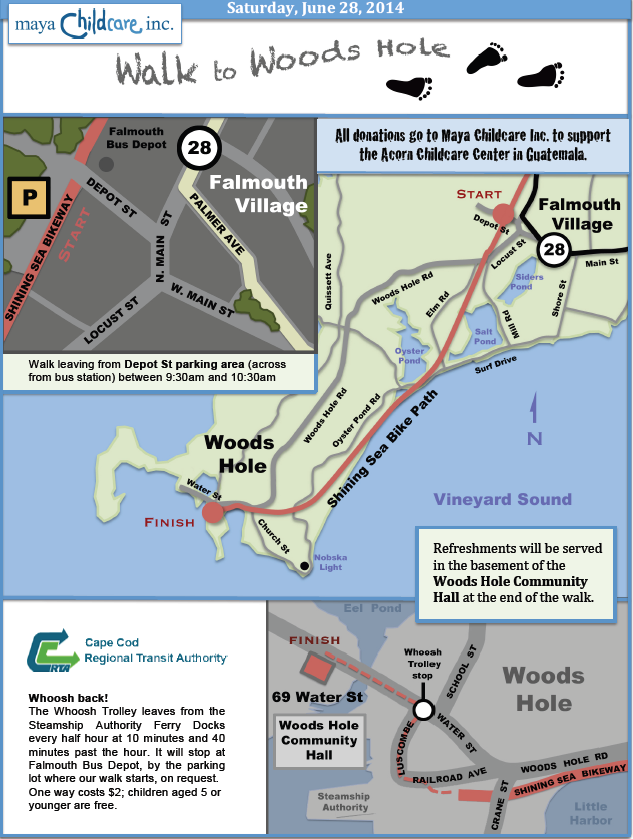 Saturday, June 28, 2014
maya Childcare inc.
Walk to Woods Hole
Falmouth
Bus Depot
28
P
Falmouth
Village
DEPOT ST
START
SHINING SEA BIKEWAY
N. MAIN ST
PALMER AVE
W. MAIN ST
LOCUST ST
Walk leaving from Depot St parking area (across
from bus station) between 9:30am and 10:30am
All donations go to Maya Childcare Inc. to support
the Acorn Childcare Center in Guatemala.
START
Depot St
Falmouth
Village
28
Main St
Locust St
Siders
Pond
Shore St
Mill Rd
Salt
Pond
Surf Drive
Quissett Ave
Woods Hole Rd
Elm Rd
Oyster
Pond
Woods Hole Rd
Oyster Pond Rd
Shining Sea Bike Path
N
Woods
Hole
Water St
FINISH
Church St
Nobska
Light
Vineyard Sound
Refreshments will be served
in the basement of the
Woods Hole Community
Hall at the end of the walk.
CRTA
Cape Cod
Regional Transit Authority
Whoosh back!
The Whoosh Trolley leaves from the
Steamship Authority Ferry Docks
every half hour at 10 minutes and 40
minutes past the hour. It will stop at
Falmouth Bus Depot, by the parking
lot where our walk starts, on request.
One way costs $2; children aged 5 or
younger are free.
Eel Pond
FINISH
69 Water St
Woods Hole
Community
Hall
Steamship
Authority
Whoosh
Trolley
stop
SCHOOL ST
WATER ST
LUSCOMBE
RAILROAD AVE
CRANE ST
Woods
Hole
WOODS HOLE RD
SHINING SEA BIKEWAY
Little
Harbor